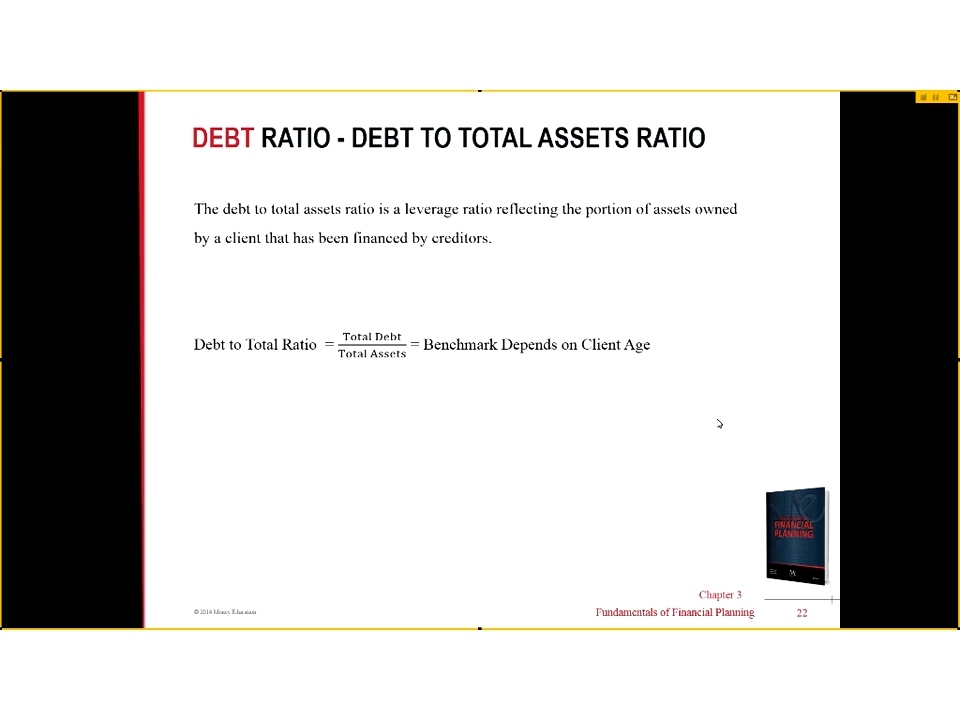 DEBT RATIO - DEBT TO TOTAL ASSETS RATIO
The debt to total assets ratio is a leverage ratio reflecting the portion of assets owned
by a client that has been financed by creditors.
Debt to Total Ratio = Total Debt / Total Assets = Benchmark Depends on Client Age
FINANCIAL
PLANNING
Chapter 3
© 2014 Money Education
Fundamentals of Financial Planning 22